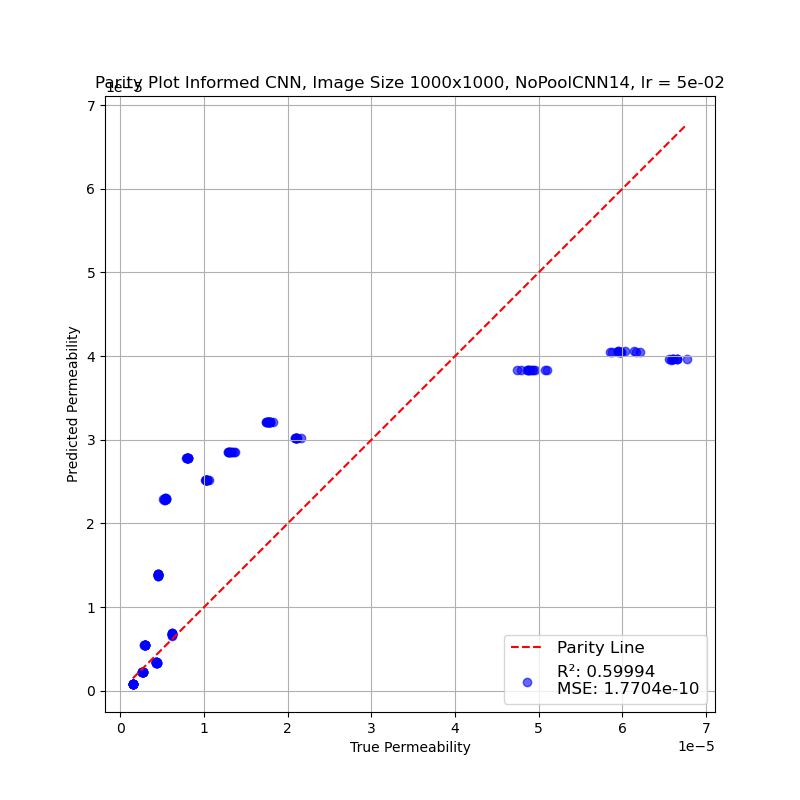 Parity Plot Informed CNN, Image Size 1000x1000, NoPoolCNN14, lr = 5e-02
1e−5
7
6
5
4
3
2
1
0
Predicted Permeability
0 1 2 3 4 5 6 7
True Permeability
1e−5
Parity Line
R²: 0.59994
MSE: 1.7704e-10